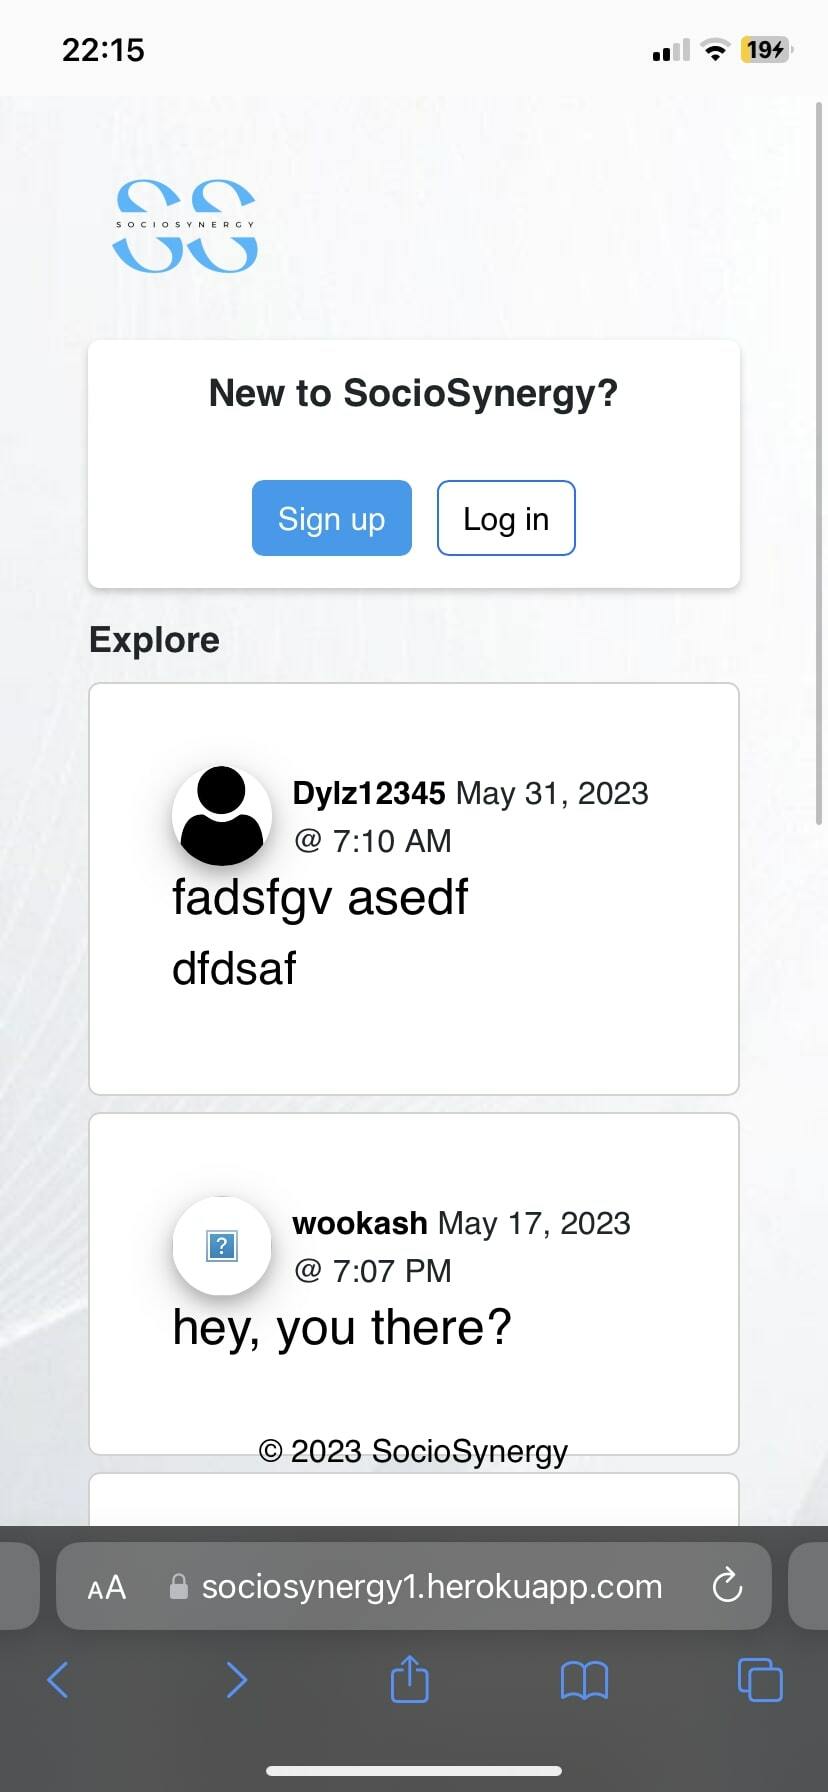 22:15
19
SOCIOSYNERGY
New to SocioSynergy?
Sign up
Log in
Explore
Dylz12345 May 31, 2023
@ 7:10 AM
fadsfgv asedf
dfdsaf
?
wookash May 17, 2023
@ 7:07 PM
hey, you there?
© 2023 SocioSynergy
AA
sociosynergy1.herokuapp.com